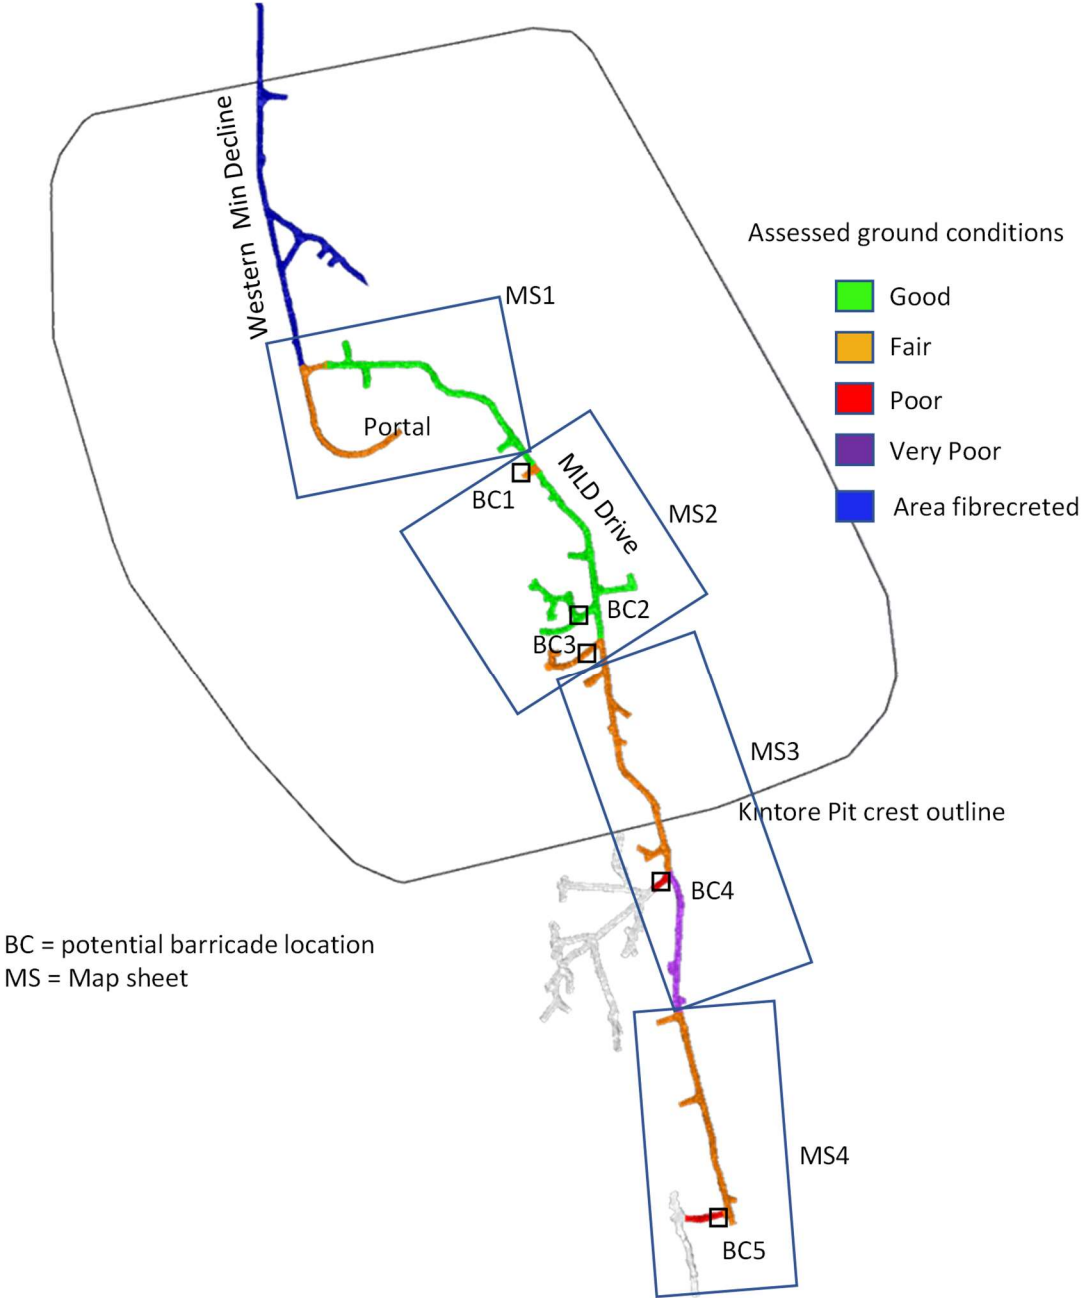 Western Min Decline
Assessed ground conditions
Good
Fair
Poor
Very Poor
Area fibrecreted
MS1
Portal
BC1
MLD Drive
MS2
BC2
BC3
MS3
Kintore Pit crest outline
BC4
BC = potential barricade location
MS = Map sheet
MS4
BC5